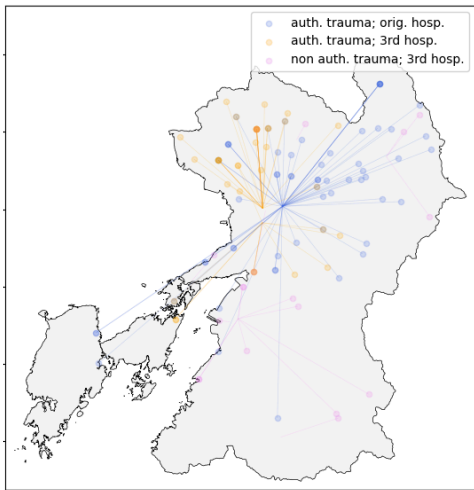 auth. trauma; orig. hosp.
auth. trauma; 3rd hosp.
non auth. trauma; 3rd hosp.